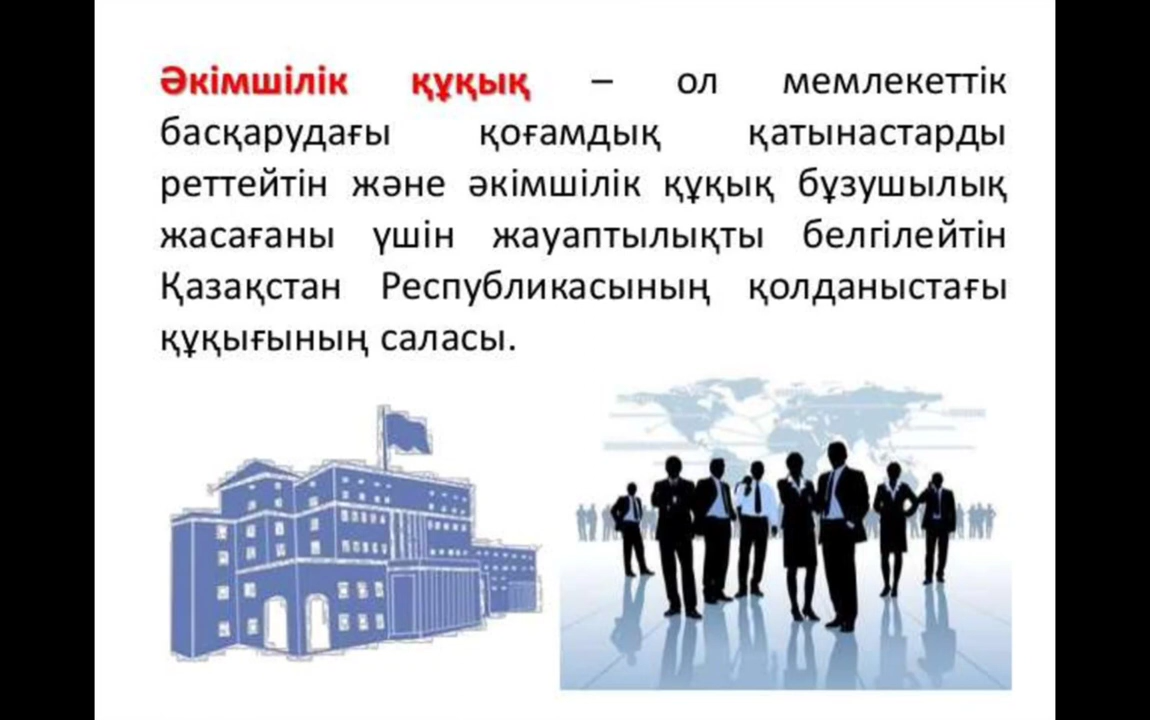 Әкімшілік құқық – ол мемлекеттік
басқарудағы қоғамдық қатынастарды
реттейтін және әкімшілік құқық бұзушылық
жасағаны үшін жауаптылықты белгілейтін
Қазақстан Республикасының қолданыстағы
құқығының саласы.